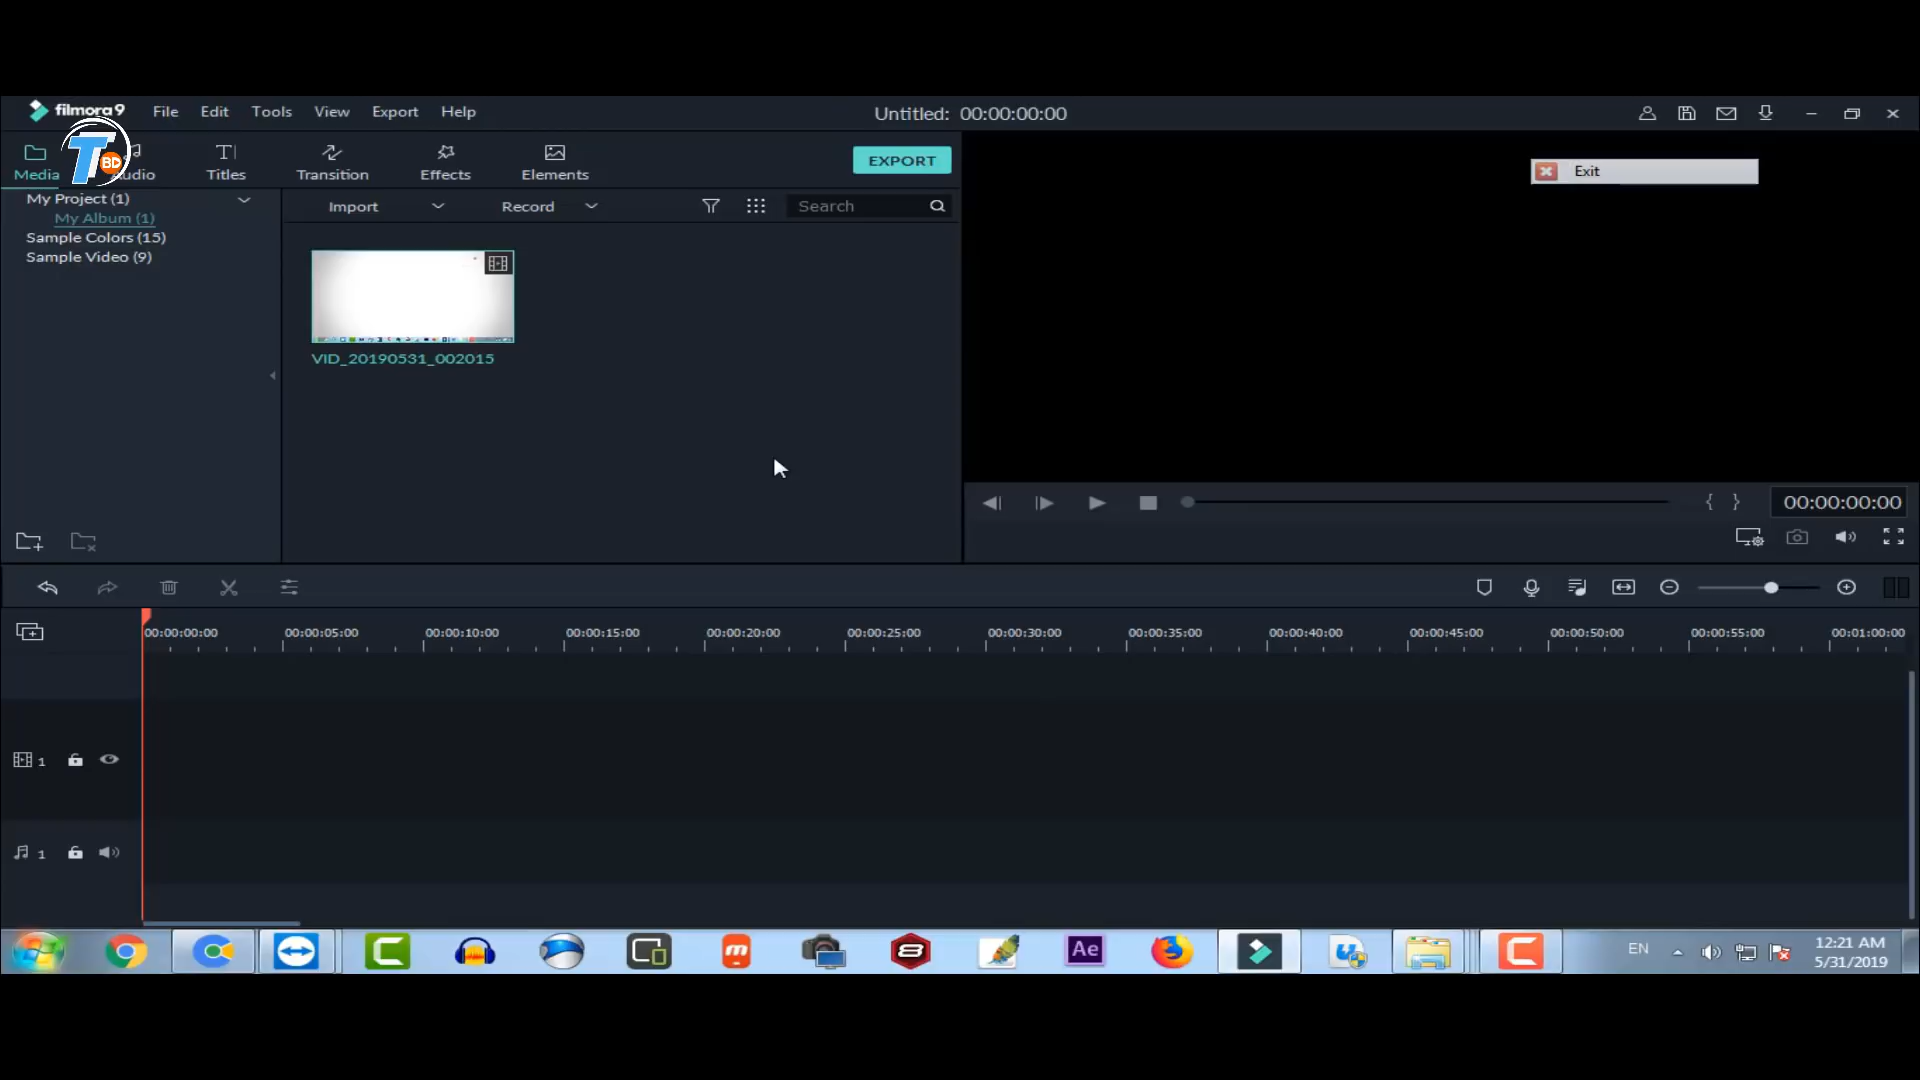 filmora9 File Edit Tools View Export Help
Untitled: 00:00:00:00
T BD
Media
Titles
Transition
Effects
Elements
EXPORT
Exit
My Project (1)
My Album (1)
Sample Colors (15)
Sample Video (9)
Import
Record
Search
VID_20190531_002015
{ } 00:00:00:00
00:00:00:00 00:00:05:00 00:00:10:00 00:00:15:00 00:00:20:00 00:00:25:00 00:00:30:00 00:00:35:00 00:00:40:00 00:00:45:00 00:00:50:00 00:00:55:00 00:01:00:00
1
1
m
8
Ae
EN
12:21 AM
5/31/2019